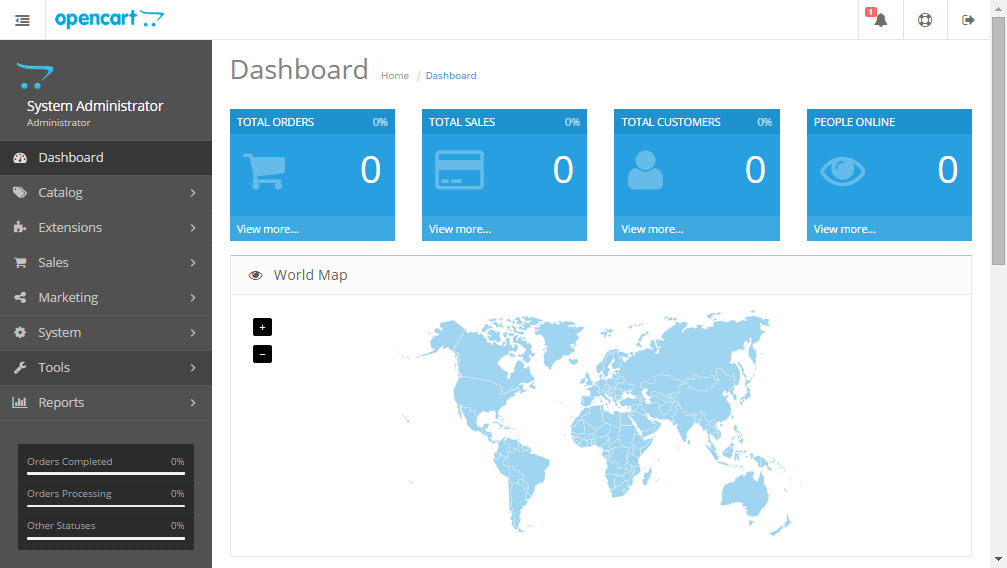 opencart
1
System Administrator
Administrator
Dashboard
Catalog
Extensions
Sales
Marketing
System
Tools
Reports
Orders Completed 0%
Orders Processing 0%
Other Statuses 0%
Dashboard Home / Dashboard
TOTAL ORDERS 0%
0
View more...
TOTAL SALES 0%
0
View more...
TOTAL CUSTOMERS 0%
0
View more...
PEOPLE ONLINE
0
View more...
World Map
+
−